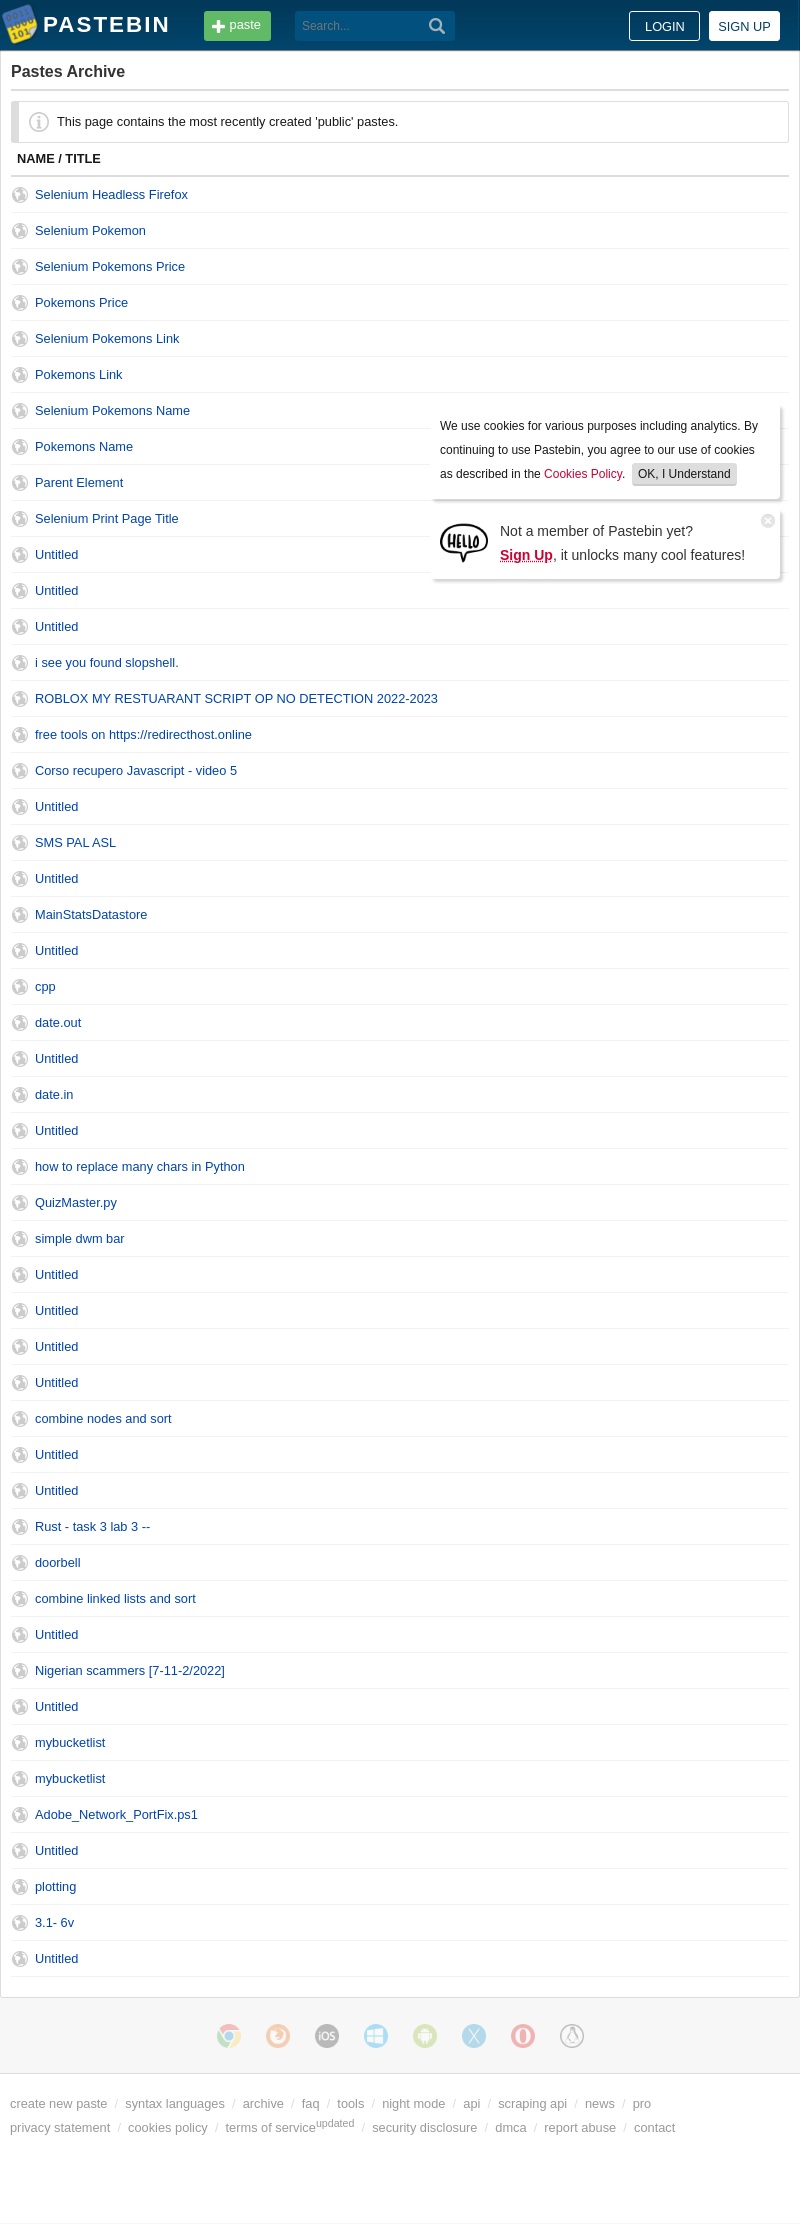 PASTEBIN
paste
Search...
LOGIN
SIGN UP
Pastes Archive
This page contains the most recently created 'public' pastes.
NAME / TITLE
Selenium Headless Firefox
Selenium Pokemon
Selenium Pokemons Price
Pokemons Price
Selenium Pokemons Link
Pokemons Link
Selenium Pokemons Name
Pokemons Name
Parent Element
Selenium Print Page Title
We use cookies for various purposes including analytics. By
continuing to use Pastebin, you agree to our use of cookies
as described in the Cookies Policy. OK, I Understand
HELLO
Not a member of Pastebin yet?
Sign Up, it unlocks many cool features!
Untitled
Untitled
Untitled
i see you found slopshell.
ROBLOX MY RESTUARANT SCRIPT OP NO DETECTION 2022-2023
free tools on https://redirecthost.online
Corso recupero Javascript - video 5
Untitled
SMS PAL ASL
Untitled
MainStatsDatastore
Untitled
cpp
date.out
Untitled
date.in
Untitled
how to replace many chars in Python
QuizMaster.py
simple dwm bar
Untitled
Untitled
Untitled
Untitled
combine nodes and sort
Untitled
Untitled
Rust - task 3 lab 3 --
doorbell
combine linked lists and sort
Untitled
Nigerian scammers [7-11-2/2022]
Untitled
mybucketlist
mybucketlist
Adobe_Network_PortFix.ps1
Untitled
plotting
3.1- 6v
Untitled
iOS
create new paste / syntax languages / archive / faq / tools / night mode / api / scraping api / news / pro
privacy statement / cookies policy / terms of service updated / security disclosure / dmca / report abuse / contact